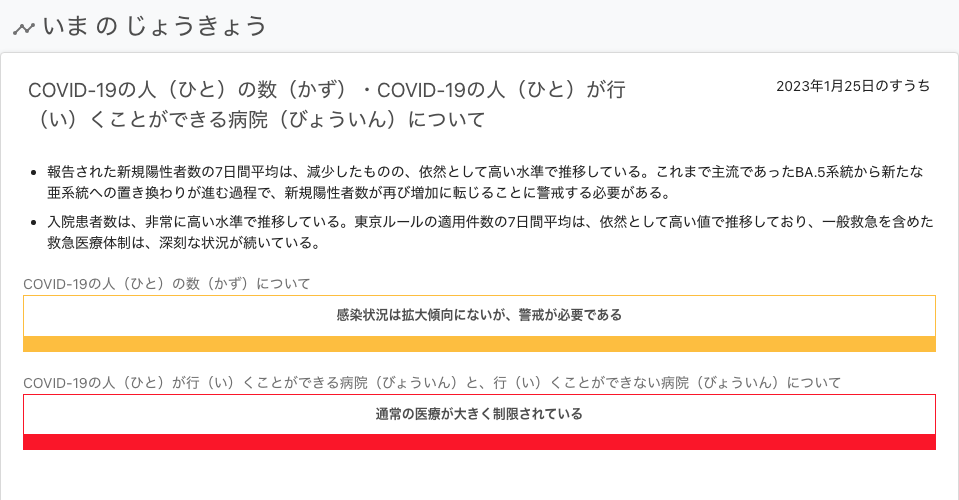 いま の じょうきょう
COVID-19の人（ひと）の数（かず）・COVID-19の人（ひと）が行
（い）くことができる病院（びょういん）について
2023年1月25日のすうち
• 報告された新規陽性者数の7日間平均は、減少したものの、依然として高い水準で推移している。これまで主流であったBA.5系統から新たな
亜系統への置き換わりが進む過程で、新規陽性者数が再び増加に転じることに警戒する必要がある。
• 入院患者数は、非常に高い水準で推移している。東京ルールの適用件数の7日間平均は、依然として高い値で推移しており、一般救急を含めた
救急医療体制は、深刻な状況が続いている。
COVID-19の人（ひと）の数（かず）について
感染状況は拡大傾向にないが、警戒が必要である
COVID-19の人（ひと）が行（い）くことができる病院（びょういん）と、行（い）くことができない病院（びょういん）について
通常の医療が大きく制限されている